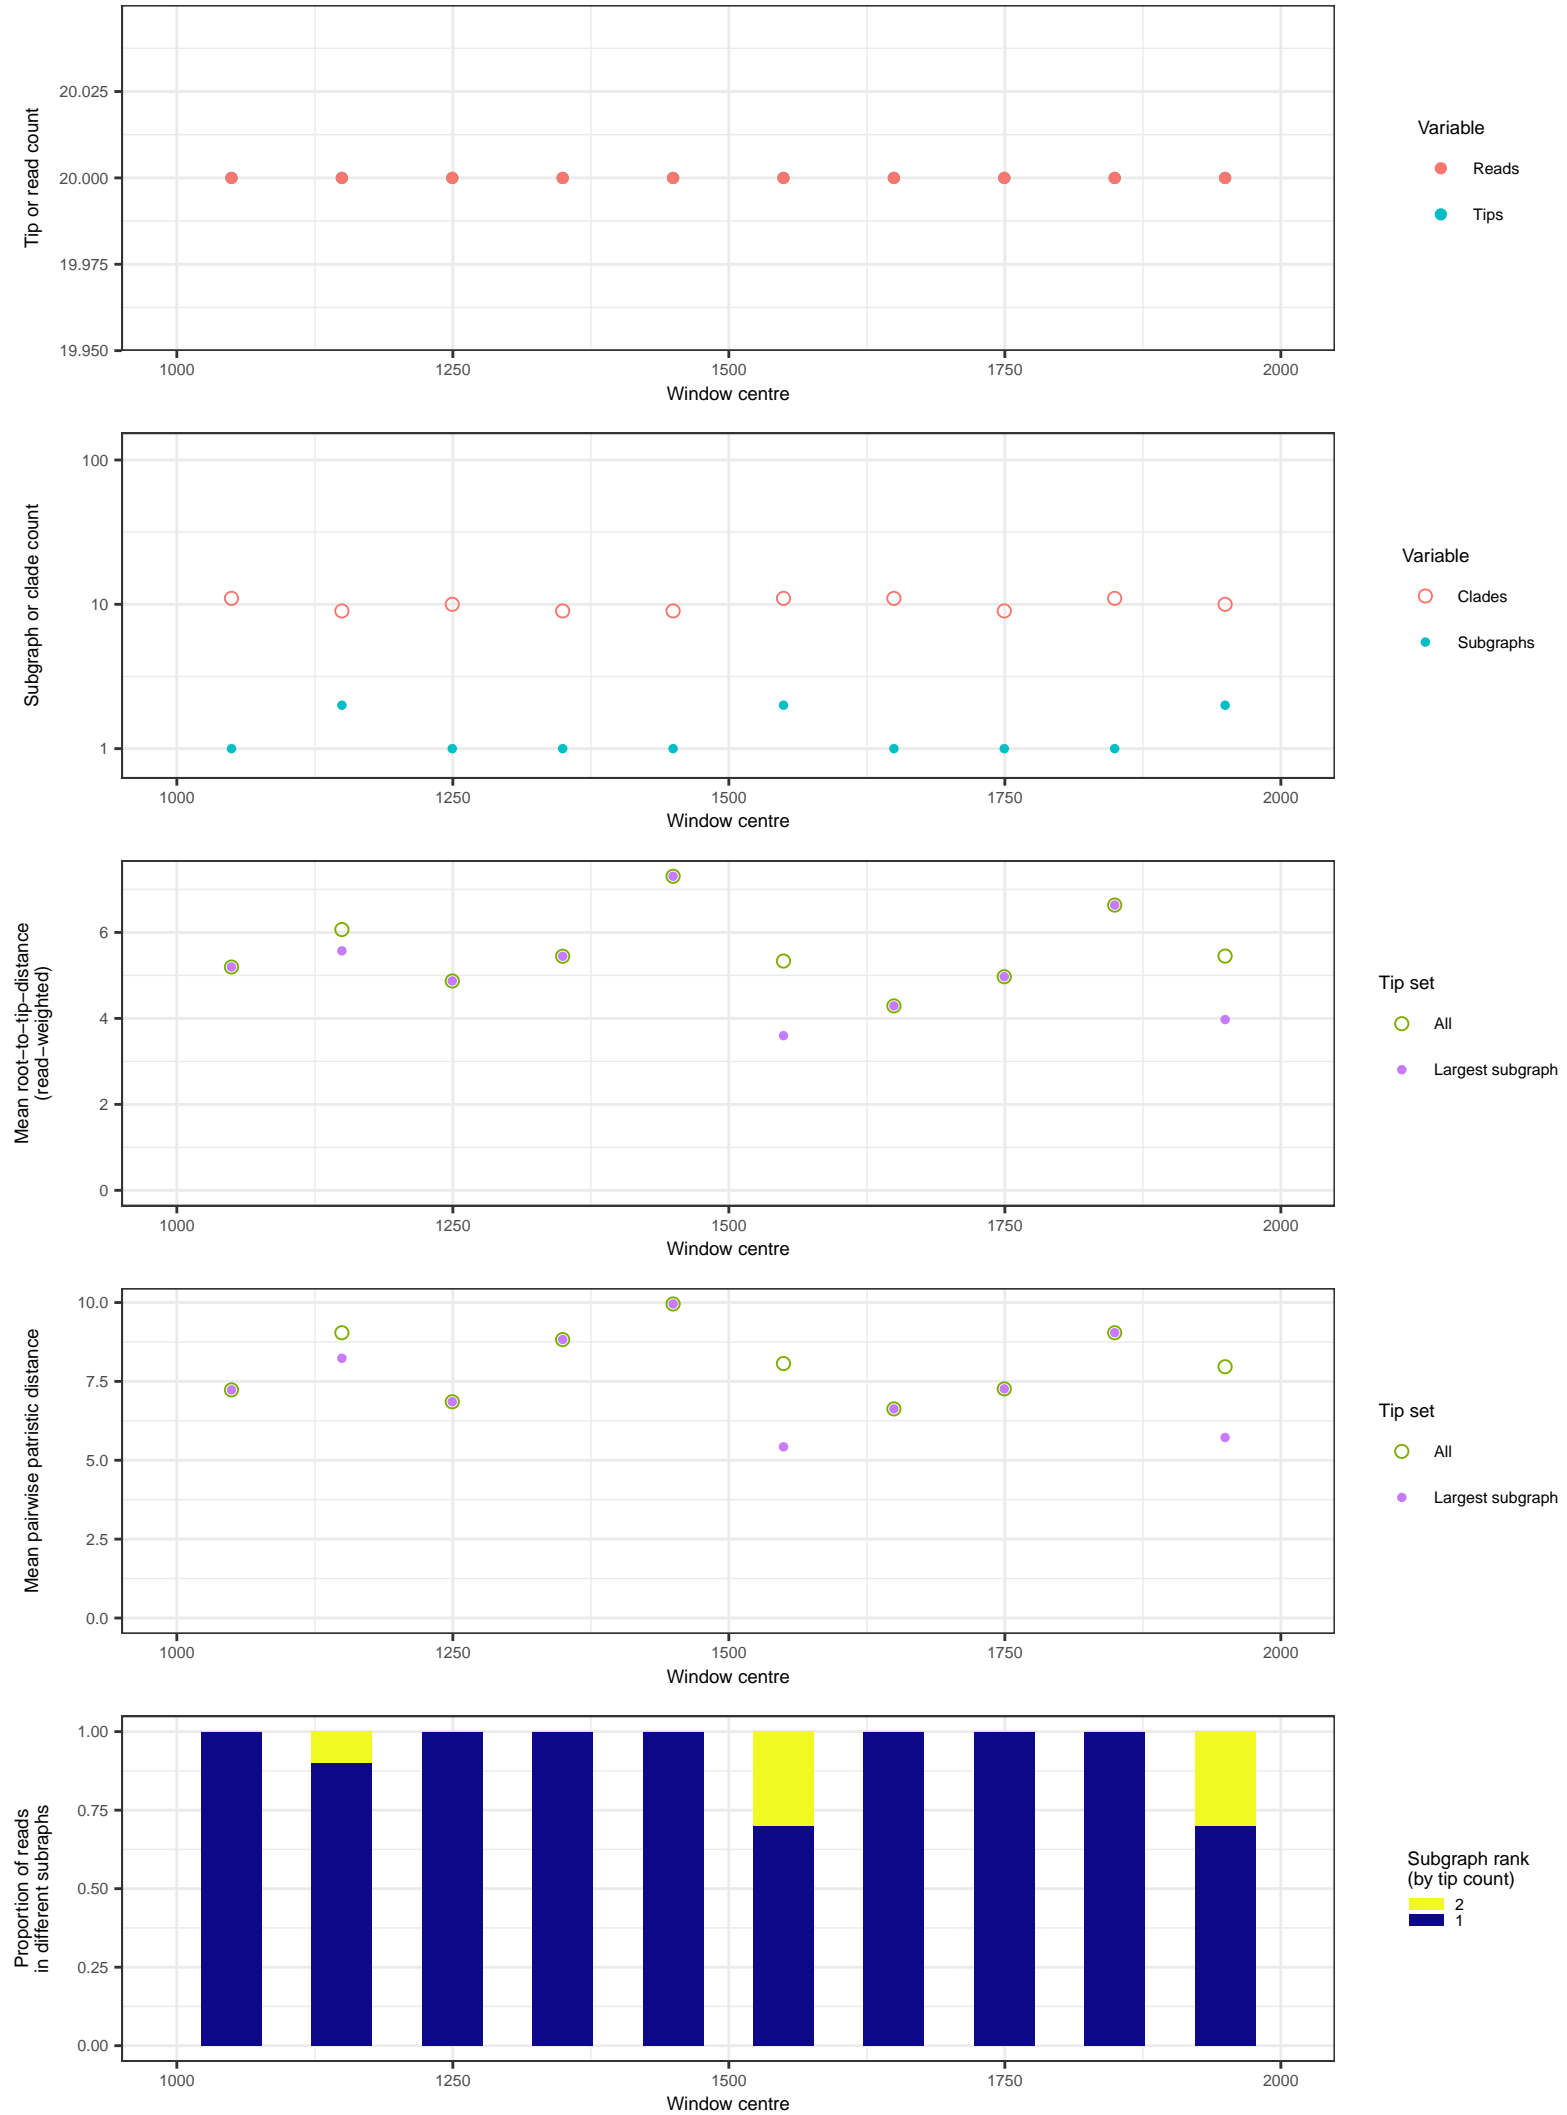 Tip or read count
20.025
20.000
19.975
19.950
1000 1250 1500 1750 2000
Window centre
Variable
Reads
Tips
Subgraph or clade count
100
10
1
1000 1250 1500 1750 2000
Window centre
Variable
Clades
Subgraphs
Mean root−to−tip−distance
(read−weighted)
6
4
2
0
1000 1250 1500 1750 2000
Window centre
Tip set
All
Largest subgraph
Mean pairwise patristic distance
10.0
7.5
5.0
2.5
0.0
1000 1250 1500 1750 2000
Window centre
Tip set
All
Largest subgraph
Proportion of reads
in different subraphs
1.00
0.75
0.50
0.25
0.00
1000 1250 1500 1750 2000
Window centre
Subgraph rank
(by tip count)
2
1